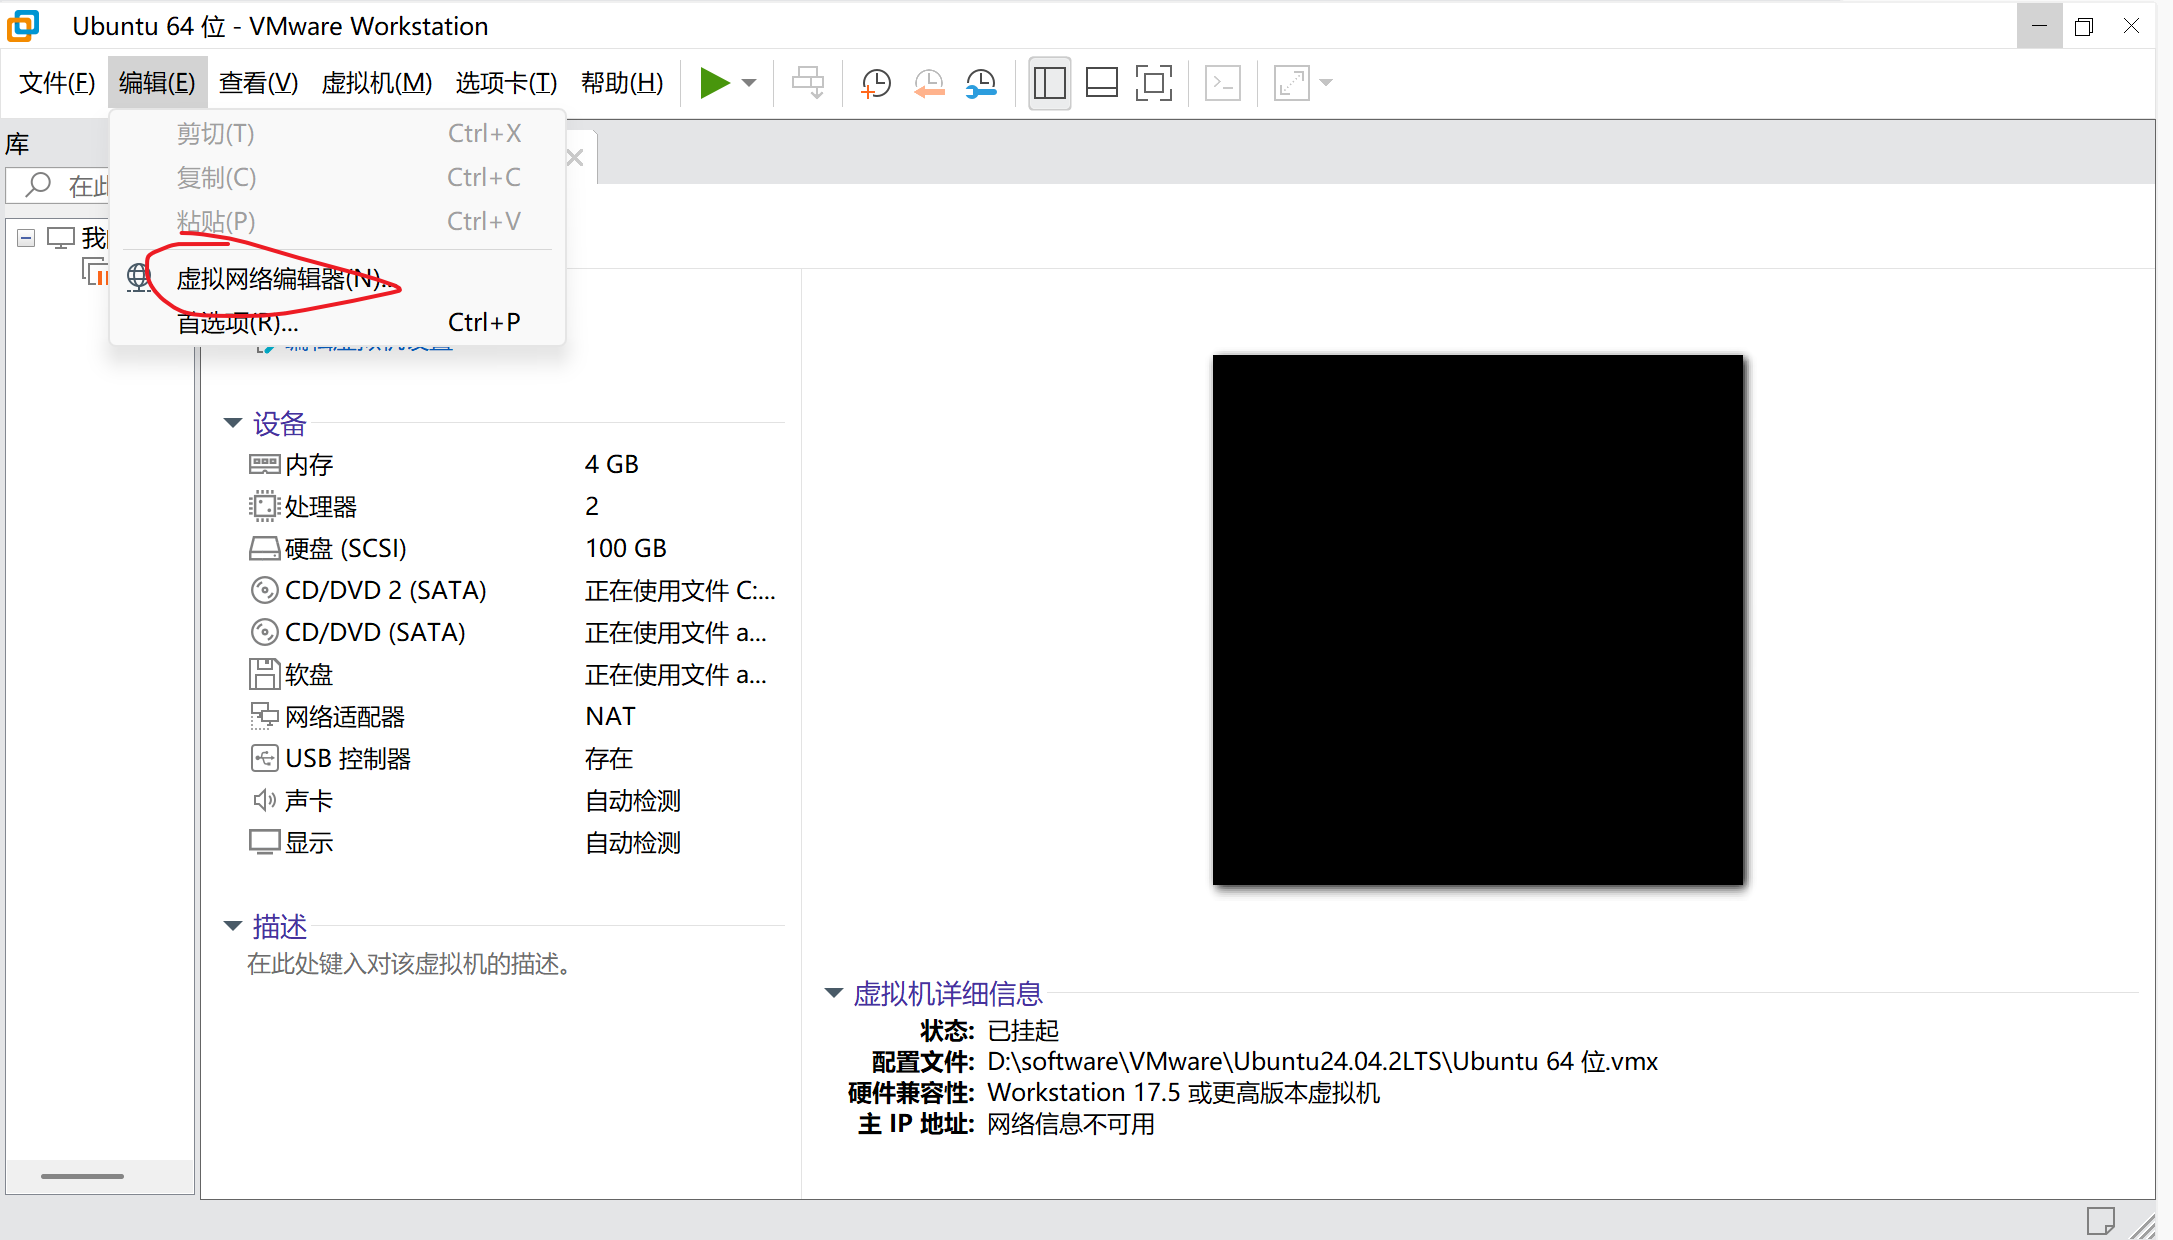 Ubuntu 64 位 - VMware Workstation
文件(F) 编辑(E) 查看(V) 虚拟机(M) 选项卡(T) 帮助(H)
库
在此
我
剪切(T) Ctrl+X
复制(C) Ctrl+C
粘贴(P) Ctrl+V
虚拟网络编辑器(N)...
首选项(R)... Ctrl+P
编辑虚拟机设置
设备
内存 4 GB
处理器 2
硬盘 (SCSI) 100 GB
CD/DVD 2 (SATA) 正在使用文件 C:...
CD/DVD (SATA) 正在使用文件 a...
软盘 正在使用文件 a...
网络适配器 NAT
USB 控制器 存在
声卡 自动检测
显示 自动检测
描述
在此处键入对该虚拟机的描述。
虚拟机详细信息
状态: 已挂起
配置文件: D:\software\VMware\Ubuntu24.04.2LTS\Ubuntu 64 位.vmx
硬件兼容性: Workstation 17.5 或更高版本虚拟机
主 IP 地址: 网络信息不可用